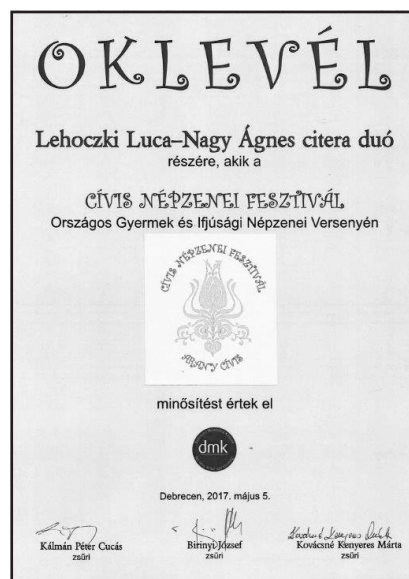 OKLEVÉL
Lehoczki Luca–Nagy Ágnes citera duó
részére, akik a
CÍVIS NÉPZENEI FESZTIVÁL
Országos Gyermek és Ifjúsági Népzenei Versenyén
CÍVIS NÉPZENEI FESZTIVÁL
ARANY CÍVIS
minősítést értek el
dmk
Debrecen, 2017. május 5.
Kálmán Péter Cucás
zsűri
Birinyi József
zsűri
Kovácsné Kenyeres Márta
zsűri